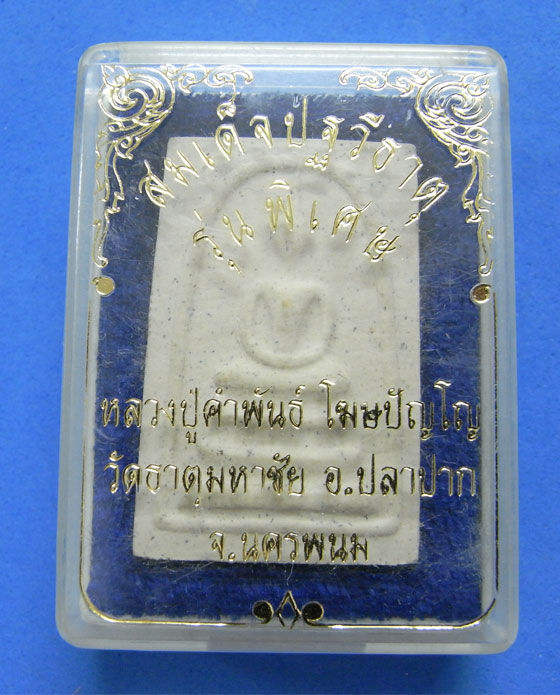 สมเด็จปฐวีธาตุ
รุ่นพิเศษ
หลวงปู่คำพันธ์ โฆษปัญโญ
วัดธาตุมหาชัย อ.ปลาปาก
จ.นครพนม